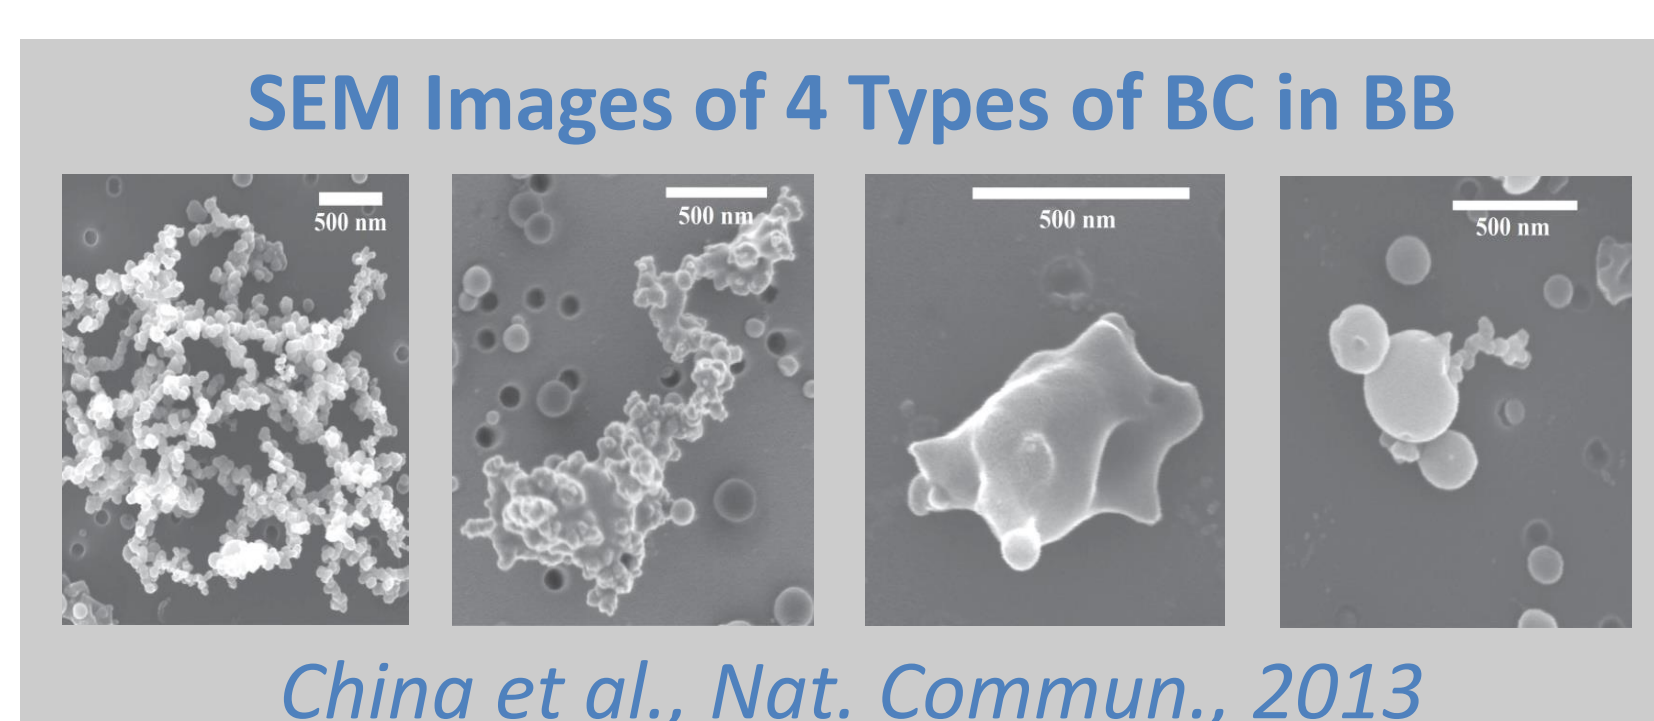 SEM Images of 4 Types of BC in BB
500 nm
500 nm
500 nm
500 nm
China et al., Nat. Commun., 2013